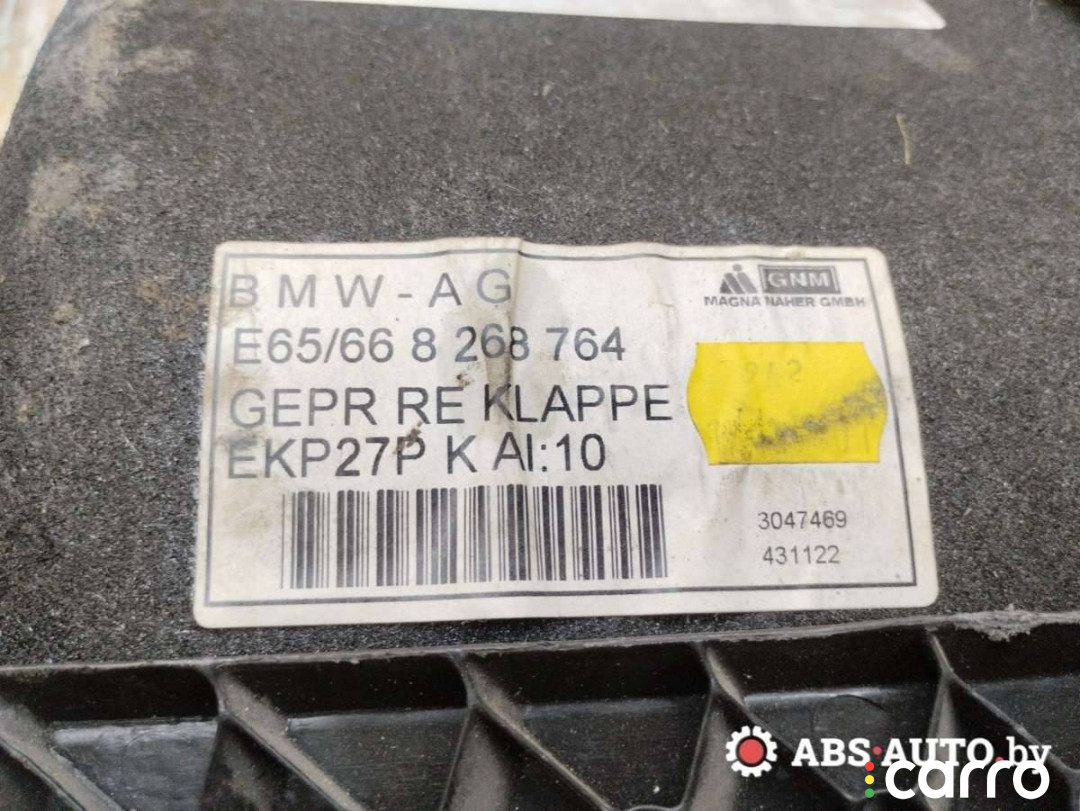 BMW-AG
GNM
MAGNA NAHER GMBH
E65/66 8 268 764
GEPR RE KLAPPE
EKP27P K AI:10
3047469
431122
ABS-AUTO.by
carro